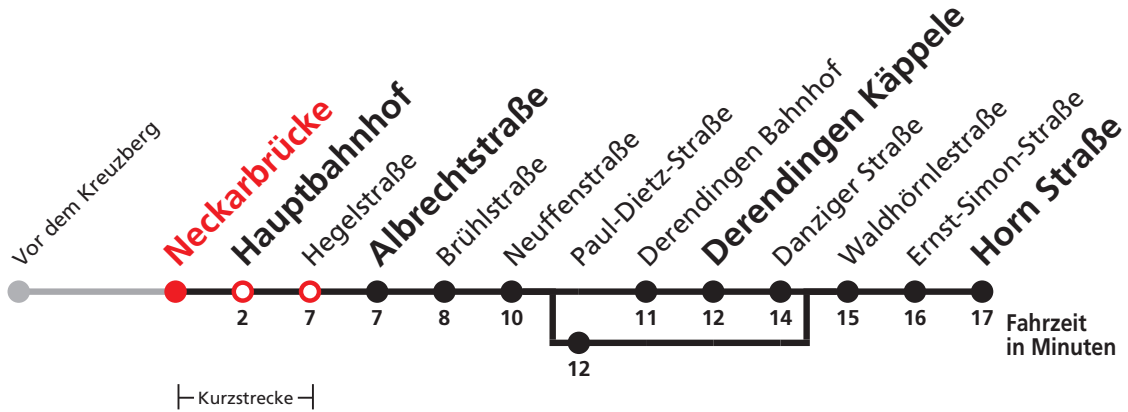 Vor dem Kreuzberg
Neckarbrücke
Hauptbahnhof
Hegelstraße
Albrechtstraße
Brühlstraße
Neuffenstraße
Paul-Dietz-Straße
Derendingen Bahnhof
Derendingen Käppele
Danziger Straße
Waldhörnlestraße
Ernst-Simon-Straße
Horn Straße
2 7 7 8 10 11 12 14 15 16 17 Fahrzeit
in Minuten
12
Kurzstrecke